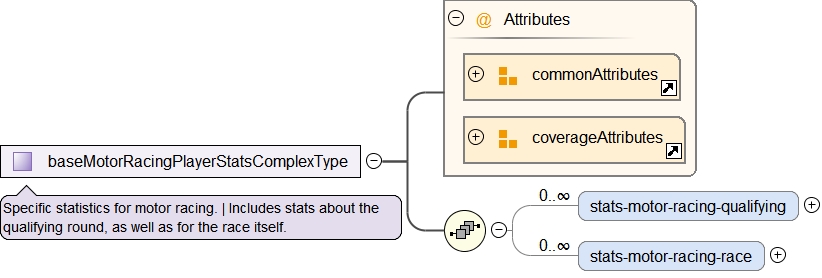 @ Attributes
commonAttributes
coverageAttributes
baseMotorRacingPlayerStatsComplexType
Specific statistics for motor racing. | Includes stats about the
qualifying round, as well as for the race itself.
0..∞
stats-motor-racing-qualifying
0..∞
stats-motor-racing-race